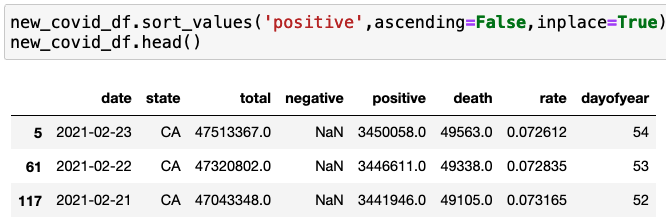 new_covid_df.sort_values('positive',ascending=False,inplace=True)
new_covid_df.head()
date state total negative positive death rate dayofyear
5 2021-02-23 CA 47513367.0 NaN 3450058.0 49563.0 0.072612 54
61 2021-02-22 CA 47320802.0 NaN 3446611.0 49338.0 0.072835 53
117 2021-02-21 CA 47043348.0 NaN 3441946.0 49105.0 0.073165 52